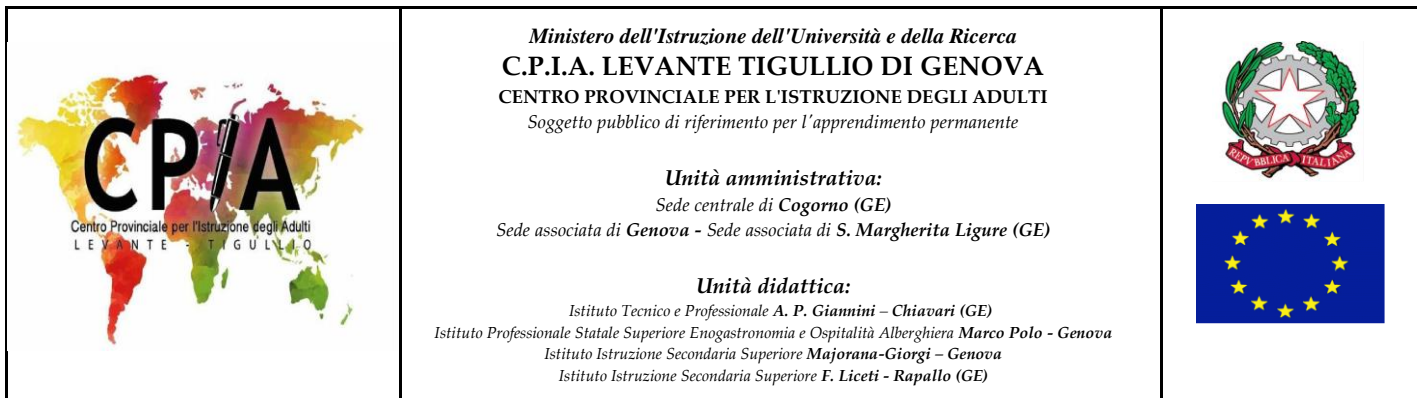 CPIA
Centro Provinciale per l'Istruzione degli Adulti
LEVANTE - TIGULLIO
Ministero dell'Istruzione dell'Università e della Ricerca
C.P.I.A. LEVANTE TIGULLIO DI GENOVA
CENTRO PROVINCIALE PER L'ISTRUZIONE DEGLI ADULTI
Soggetto pubblico di riferimento per l'apprendimento permanente
Unità amministrativa:
Sede centrale di Cogorno (GE)
Sede associata di Genova - Sede associata di S. Margherita Ligure (GE)
Unità didattica:
Istituto Tecnico e Professionale A. P. Giannini – Chiavari (GE)
Istituto Professionale Statale Superiore Enogastronomia e Ospitalità Alberghiera Marco Polo - Genova
Istituto Istruzione Secondaria Superiore Majorana-Giorgi – Genova
Istituto Istruzione Secondaria Superiore F. Liceti - Rapallo (GE)
REPVBBLICA ITALIANA